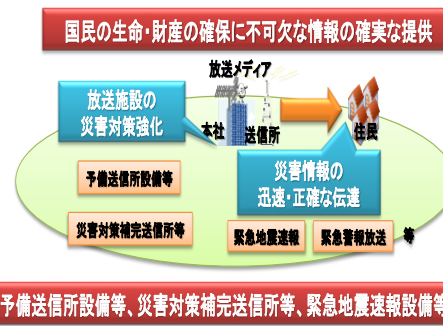 国民の生命・財産の確保に不可欠な情報の確実な提供
放送メディア
放送施設の
災害対策強化
本社
送信所
住民
災害情報の
迅速・正確な伝達
予備送信所設備等
災害対策補完送信所等
緊急地震速報
緊急警報放送
等
予備送信所設備等、災害対策補完送信所等、緊急地震速報設備等